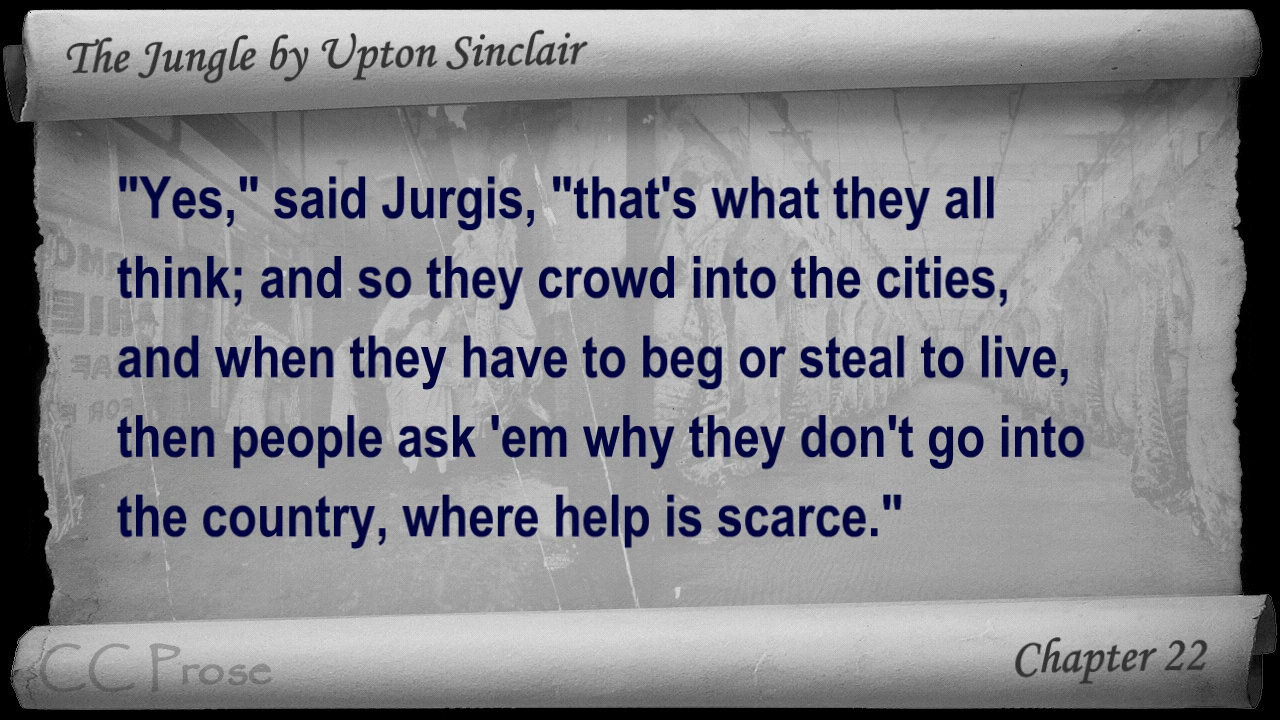 The Jungle by Upton Sinclair
"Yes," said Jurgis, "that's what they all
think; and so they crowd into the cities,
and when they have to beg or steal to live,
then people ask 'em why they don't go into
the country, where help is scarce."
CC Prose
Chapter 22